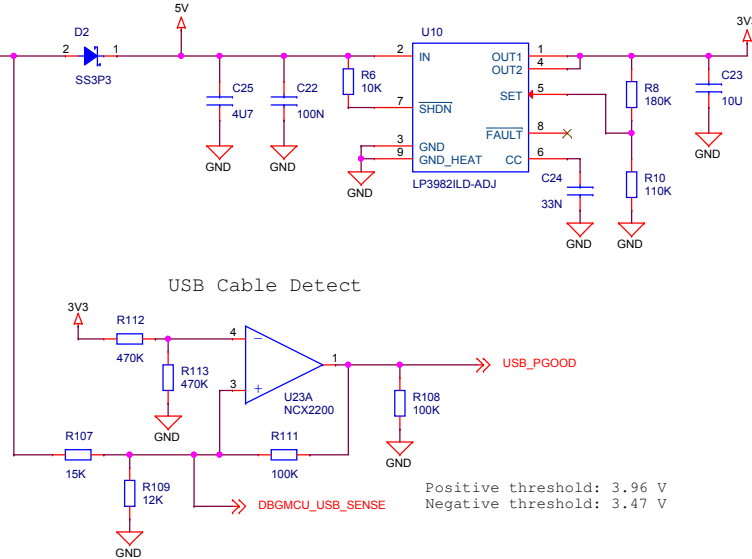 5V
3V3
D2
2
1
SS3P3
C25
4U7
C22
100N
R6
10K
U10
2
IN
OUT1
1
OUT2
4
SET
5
7
SHDN
FAULT
8
3
GND
9
GND_HEAT
CC
6
LP3982ILD-ADJ
R8
180K
C23
10U
R10
110K
C24
33N
GND
GND
GND
GND
GND
GND
USB Cable Detect
3V3
R112
470K
R113
470K
GND
4
3
1
U23A
NCX2200
USB_PGOOD
R108
100K
GND
R107
15K
R111
100K
R109
12K
GND
DBGMCU_USB_SENSE
Positive threshold: 3.96 V
Negative threshold: 3.47 V